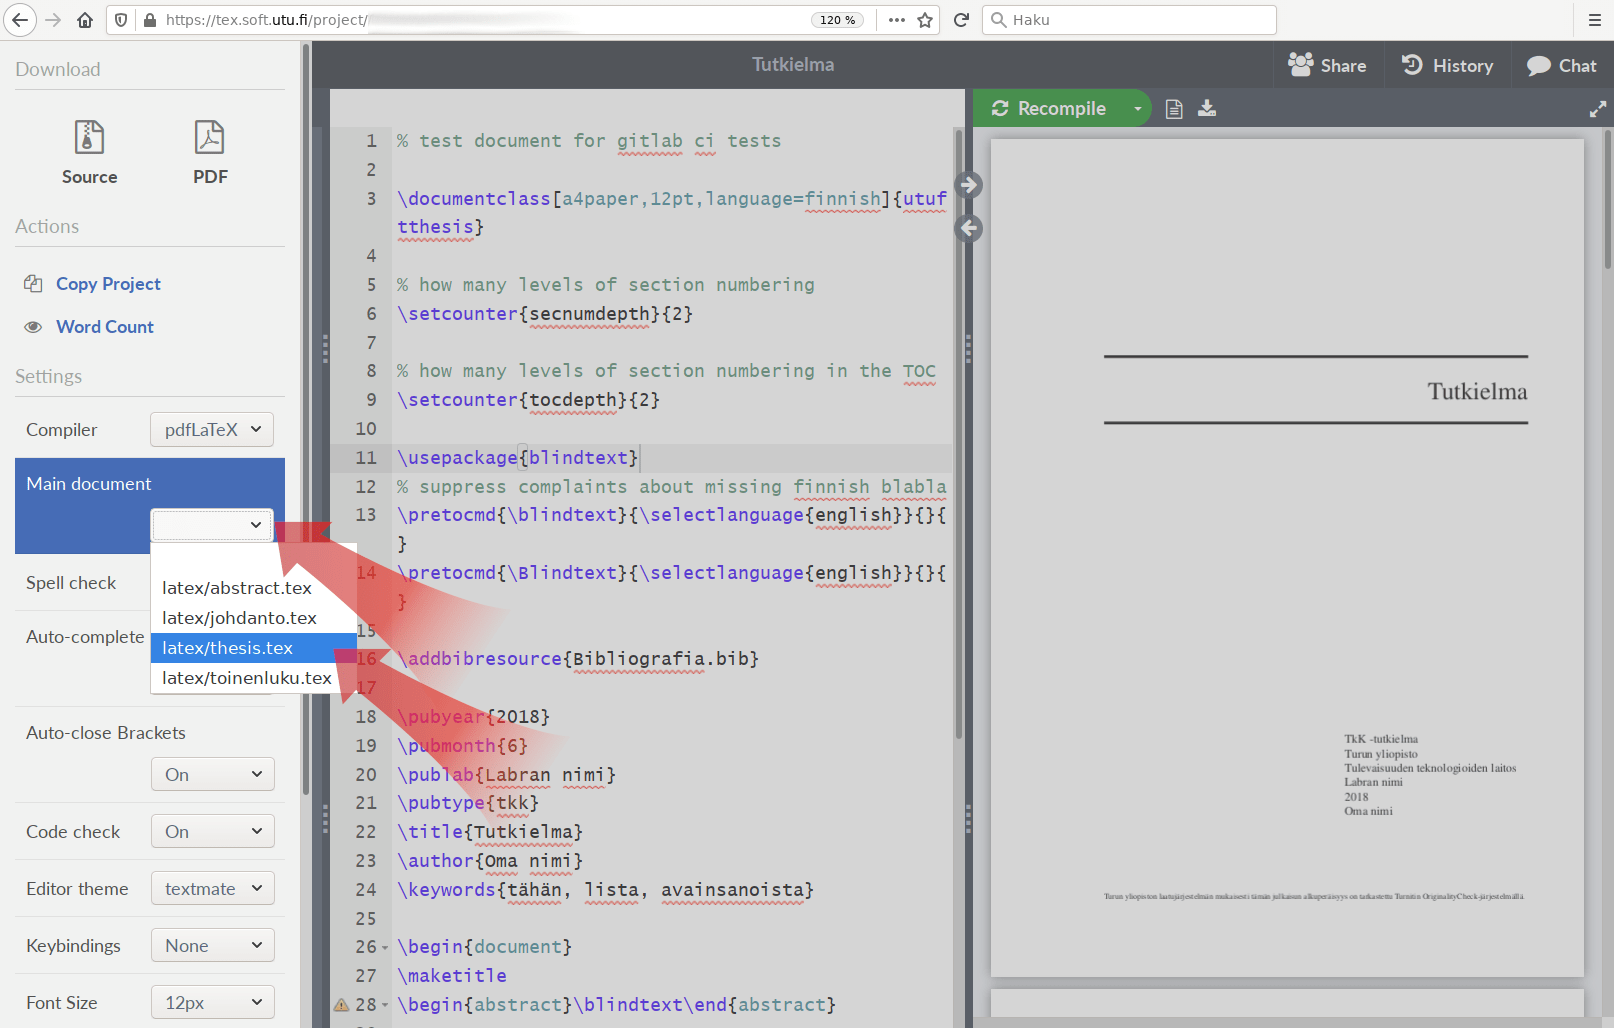 https://tex.soft.utu.fi/project/
120 %
Haku
Download
Source
PDF
Actions
Copy Project
Word Count
Settings
Compiler
pdfLaTeX
Main document
latex/abstract.tex
latex/johdanto.tex
latex/thesis.tex
latex/toinenluku.tex
Spell check
Auto-complete
Auto-close Brackets
On
Code check
On
Editor theme
textmate
Keybindings
None
Font Size
12px
Tutkielma
Share
History
Chat
Recompile
1 % test document for gitlab ci tests
2
3 \documentclass[a4paper,12pt,language=finnish]{utuf
tthesis}
4
5 % how many levels of section numbering
6 \setcounter{secnumdepth}{2}
7
8 % how many levels of section numbering in the TOC
9 \setcounter{tocdepth}{2}
10
11 \usepackage{blindtext}
12 % suppress complaints about missing finnish blabla
13 \pretocmd{\blindtext}{\selectlanguage{english}}{}{
}
14 \pretocmd{\Blindtext}{\selectlanguage{english}}{}{
}
15
16 \addbibresource{Bibliografia.bib}
17
18 \pubyear{2018}
19 \pubmonth{6}
20 \publab{Labran nimi}
21 \pubtype{tkk}
22 \title{Tutkielma}
23 \author{Oma nimi}
24 \keywords{tähän, lista, avainsanoista}
25
26 \begin{document}
27 \maketitle
28 \begin{abstract}\blindtext\end{abstract}
Tutkielma
TkK -tutkielma
Turun yliopisto
Tulevaisuuden teknologioiden laitos
Labran nimi
2018
Oma nimi
Turun yliopiston laatujärjestelmän mukaisesti tämän julkaisun alkuperäisyys on tarkastettu Turnitin OriginalityCheck-järjestelmällä